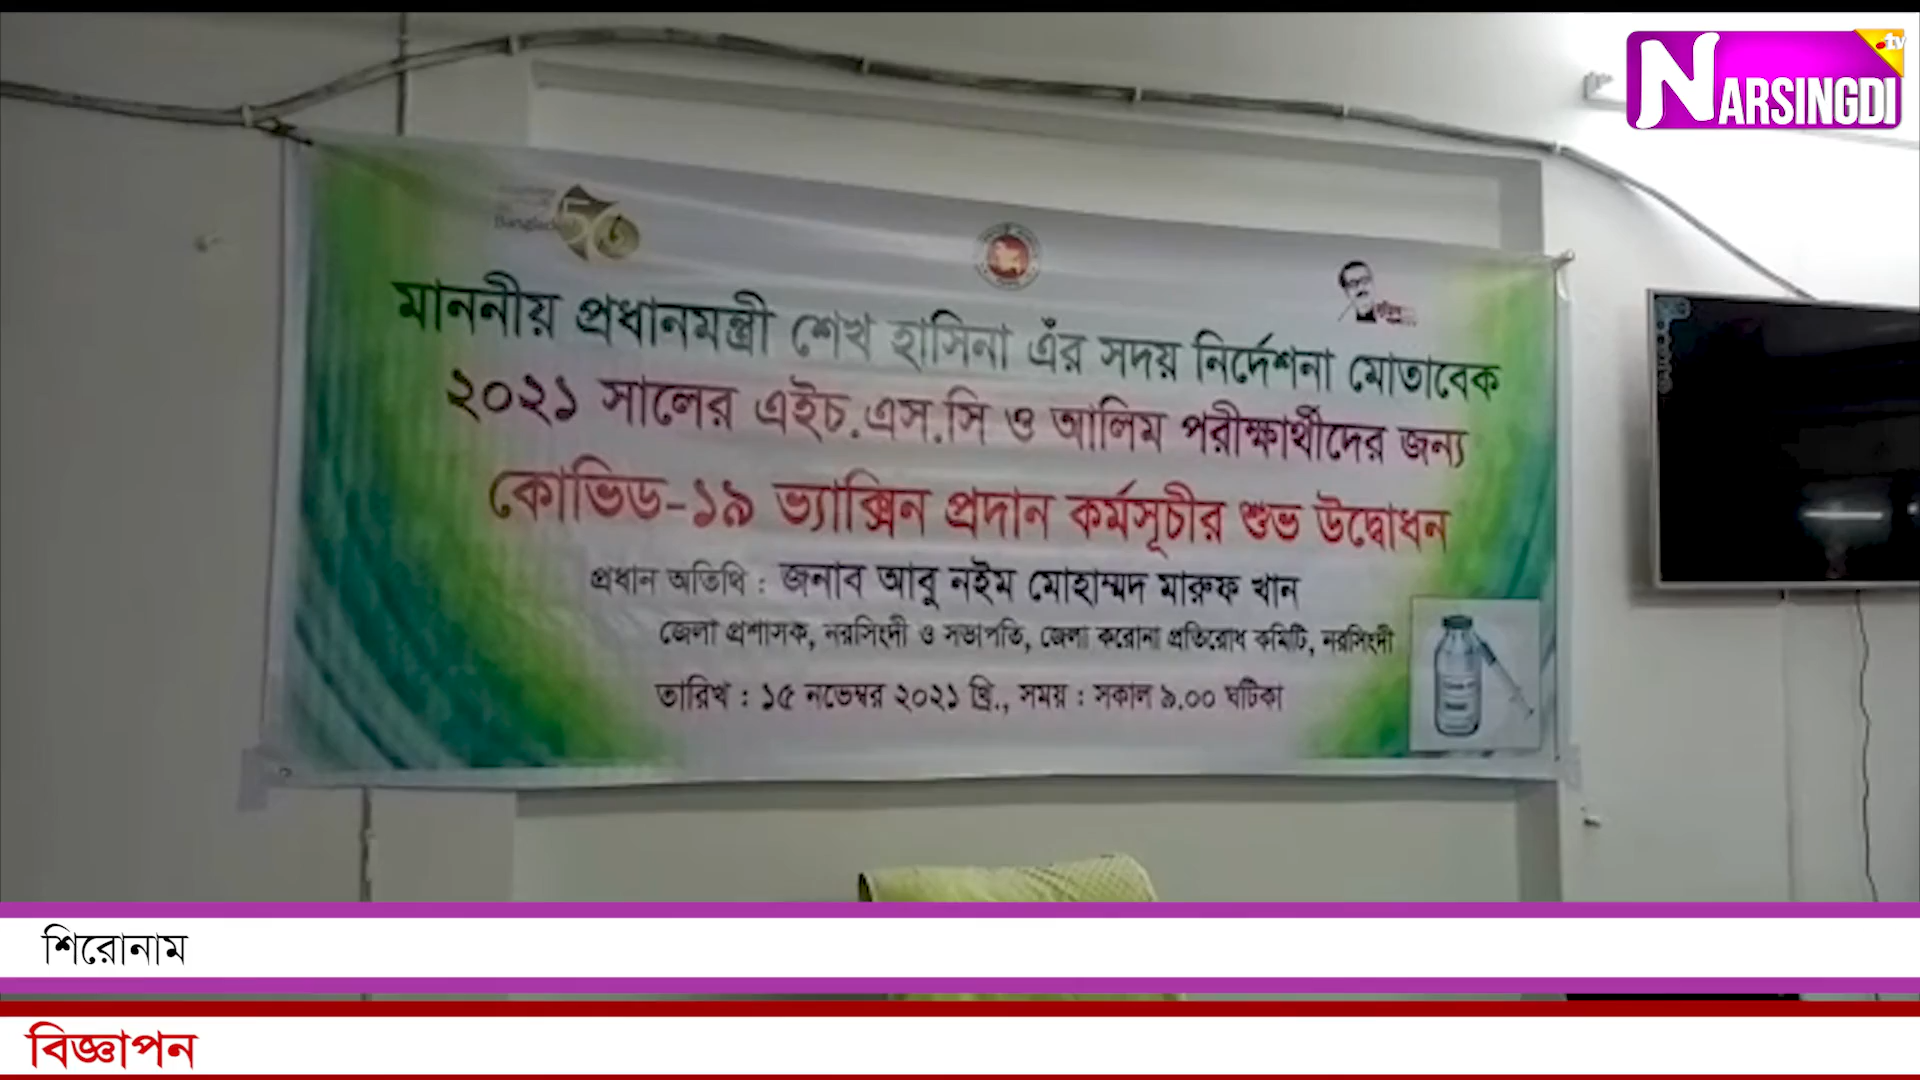 NARSINGDI
.tv
50
মাননীয় প্রধানমন্ত্রী শেখ হাসিনা এঁর সদয় নির্দেশনা মোতাবেক
২০২১ সালের এইচ.এস.সি ও আলিম পরীক্ষার্থীদের জন্য
কোভিড-১৯ ভ্যাক্সিন প্রদান কর্মসূচীর শুভ উদ্বোধন
প্রধান অতিথি : জনাব আবু নইম মোহাম্মদ মারুফ খান
জেলা প্রশাসক, নরসিংদী ও সভাপতি, জেলা করোনা প্রতিরোধ কমিটি, নরসিংদী
তারিখ : ১৫ নভেম্বর ২০২১ খ্রি., সময় : সকাল ৯.০০ ঘটিকা
শিরোনাম
বিজ্ঞাপন